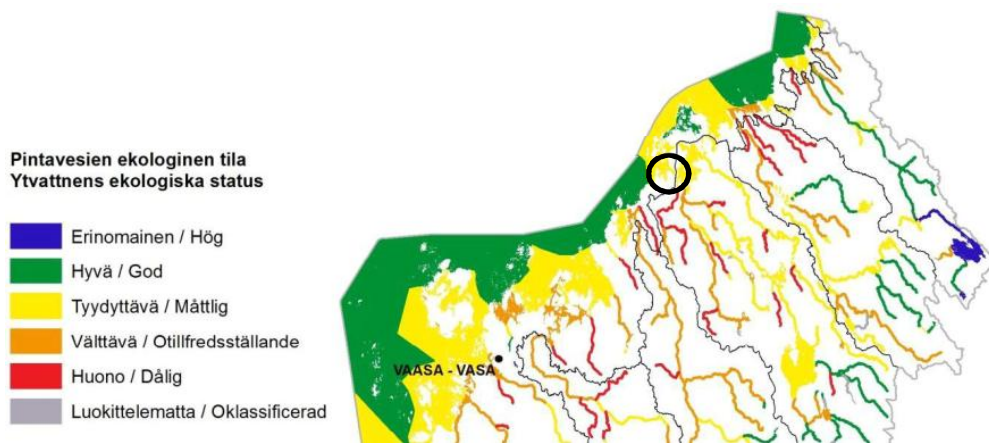 Pintavesien ekologinen tila
Ytvattnens ekologiska status
Erinomainen / Hög
Hyvä / God
Tyydyttävä / Måttlig
Välttävä / Otillfredsställande
Huono / Dålig
Luokittelematta / Oklassificerad
VAASA - VASA